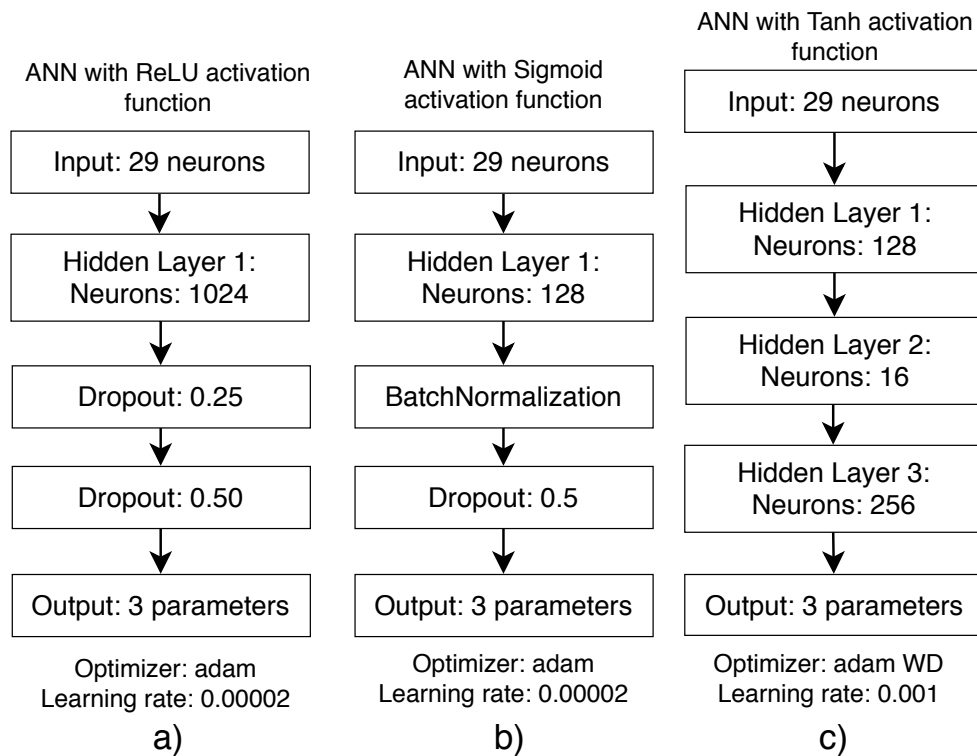 ANN with ReLU activation
function
Input: 29 neurons
Hidden Layer 1:
Neurons: 1024
Dropout: 0.25
Dropout: 0.50
Output: 3 parameters
Optimizer: adam
Learning rate: 0.00002
a)
ANN with Sigmoid
activation function
Input: 29 neurons
Hidden Layer 1:
Neurons: 128
BatchNormalization
Dropout: 0.5
Output: 3 parameters
Optimizer: adam
Learning rate: 0.00002
b)
ANN with Tanh activation
function
Input: 29 neurons
Hidden Layer 1:
Neurons: 128
Hidden Layer 2:
Neurons: 16
Hidden Layer 3:
Neurons: 256
Output: 3 parameters
Optimizer: adam WD
Learning rate: 0.001
c)